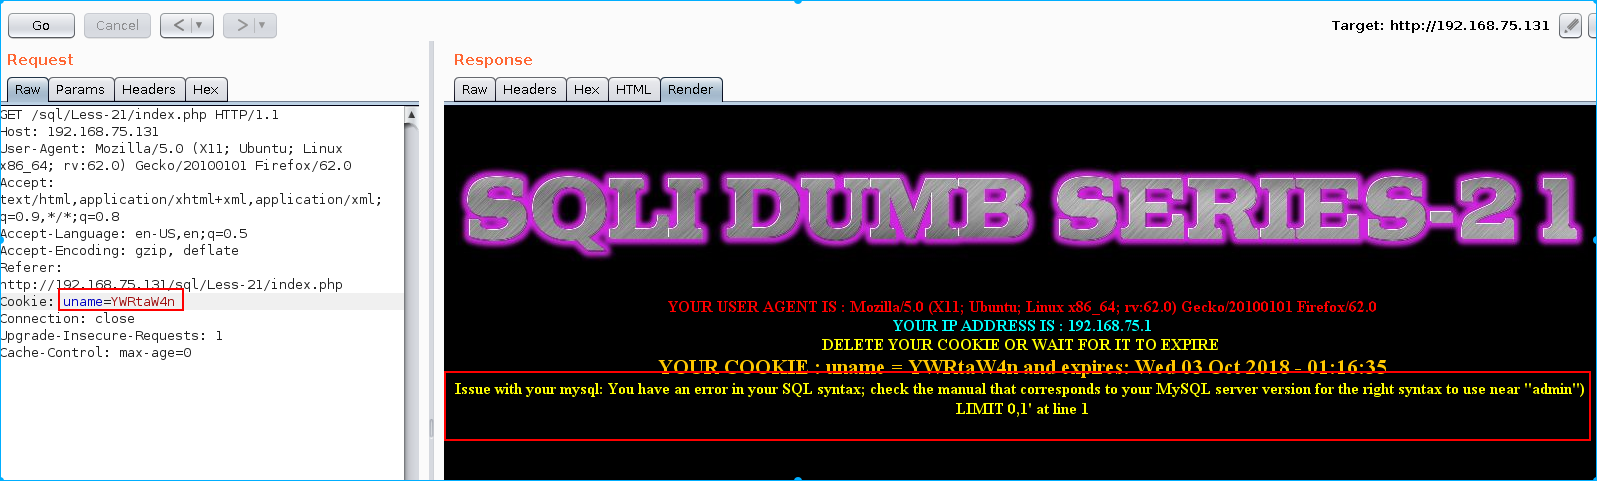 Go
Cancel
<
>
Target: http://192.168.75.131
Request
Raw
Params
Headers
Hex
GET /sql/Less-21/index.php HTTP/1.1
Host: 192.168.75.131
User-Agent: Mozilla/5.0 (X11; Ubuntu; Linux
x86_64; rv:62.0) Gecko/20100101 Firefox/62.0
Accept:
text/html,application/xhtml+xml,application/xml;
q=0.9,*/*;q=0.8
Accept-Language: en-US,en;q=0.5
Accept-Encoding: gzip, deflate
Referer:
http://192.168.75.131/sql/Less-21/index.php
Cookie: uname=YWRtaW4n
Connection: close
Upgrade-Insecure-Requests: 1
Cache-Control: max-age=0
Response
Raw
Headers
Hex
HTML
Render
SQLI DUMB SERIES-21
YOUR USER AGENT IS : Mozilla/5.0 (X11; Ubuntu; Linux x86_64; rv:62.0) Gecko/20100101 Firefox/62.0
YOUR IP ADDRESS IS : 192.168.75.1
DELETE YOUR COOKIE OR WAIT FOR IT TO EXPIRE
YOUR COOKIE : uname = YWRtaW4n and expires: Wed 03 Oct 2018 - 01:16:35
Issue with your mysql: You have an error in your SQL syntax; check the manual that corresponds to your MySQL server version for the right syntax to use near ''admin'')
LIMIT 0,1' at line 1